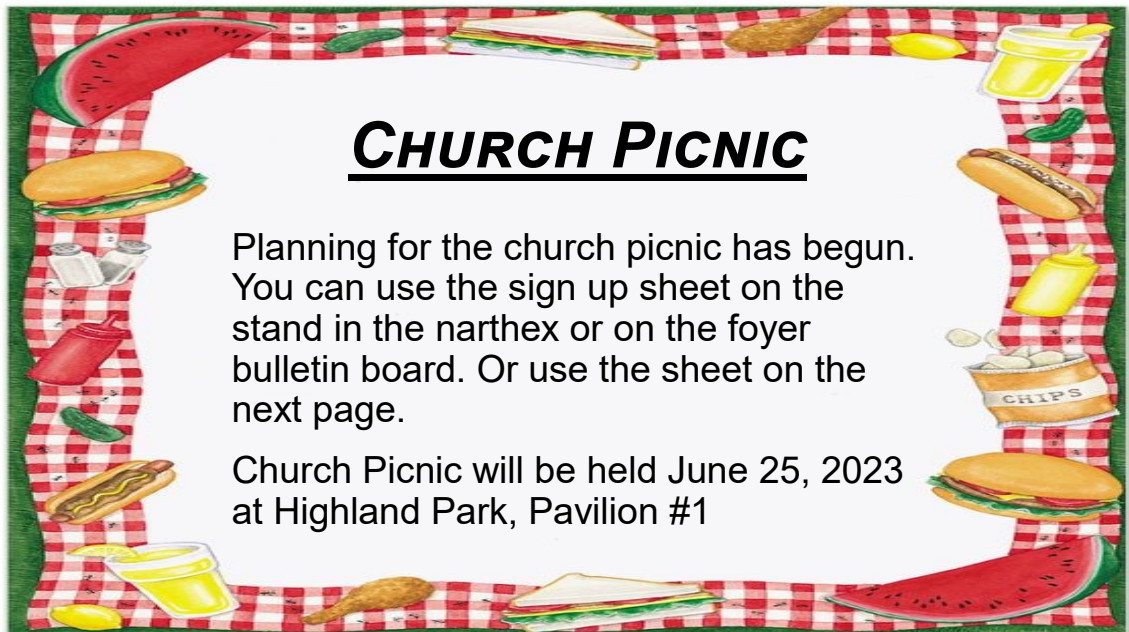 CHURCH PICNIC
Planning for the church picnic has begun.
You can use the sign up sheet on the
stand in the narthex or on the foyer
bulletin board. Or use the sheet on the
next page.
CHIPS
Church Picnic will be held June 25, 2023
at Highland Park, Pavilion #1